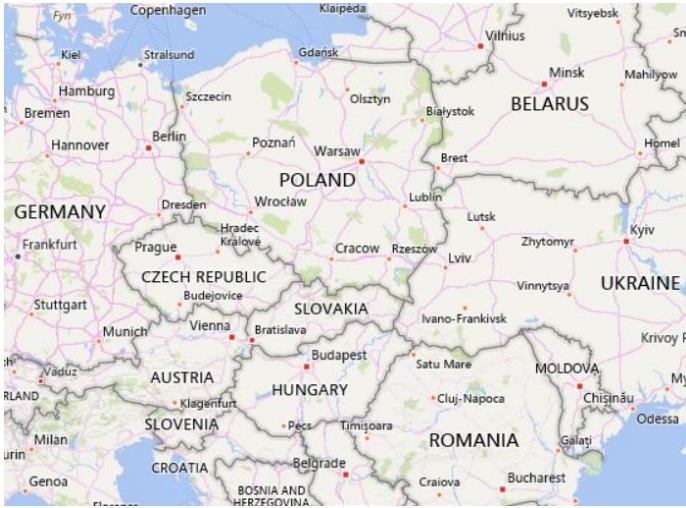 Copenhagen
Klaipėda
Fyn
Vitsyebsk
Vilnius
Kiel
Stralsund
Gdańsk
Minsk
Mahilyow
Hamburg
Szczecin
Olsztyn
BELARUS
Bremen
Białystok
Hannover
Berlin
Poznań
Warsaw
Brest
Homel
POLAND
Dresden
Wrocław
Lublin
GERMANY
Lutsk
Kyiv
Hradec
Králové
Prague
Zhytomyr
Frankfurt
Cracow
Rzeszów
Lviv
CZECH REPUBLIC
UKRAINE
Vinnytsya
Budejovice
Stuttgart
SLOVAKIA
Ivano-Frankivsk
Munich
Vienna
Bratislava
Krivoy
Budapest
Satu Mare
MOLDOVA
Vaduz
AUSTRIA
HUNGARY
Cluj-Napoca
Chișinău
RLAND
Klagenfurt
Odessa
SLOVENIA
Pecs
Timișoara
Milan
ROMANIA
Galați
urin
CROATIA
Belgrade
Genoa
BOSNIA AND
HERZEGOVINA
Craiova
Bucharest